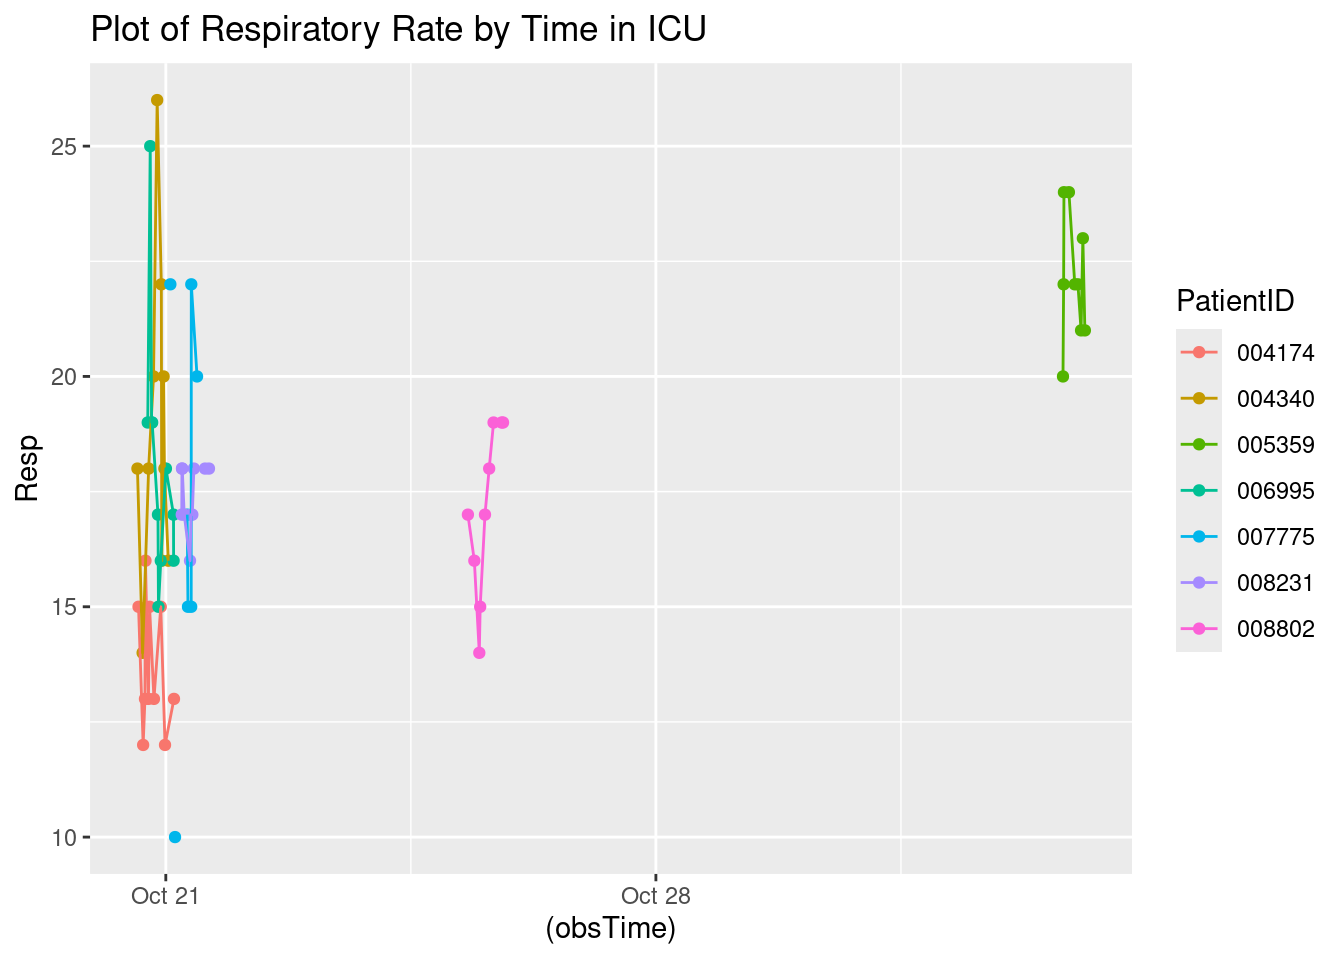 Plot of Respiratory Rate by Time in ICU
Resp
25
20
15
10
Oct 21
Oct 28
(obsTime)
PatientID
004174
004340
005359
006995
007775
008231
008802